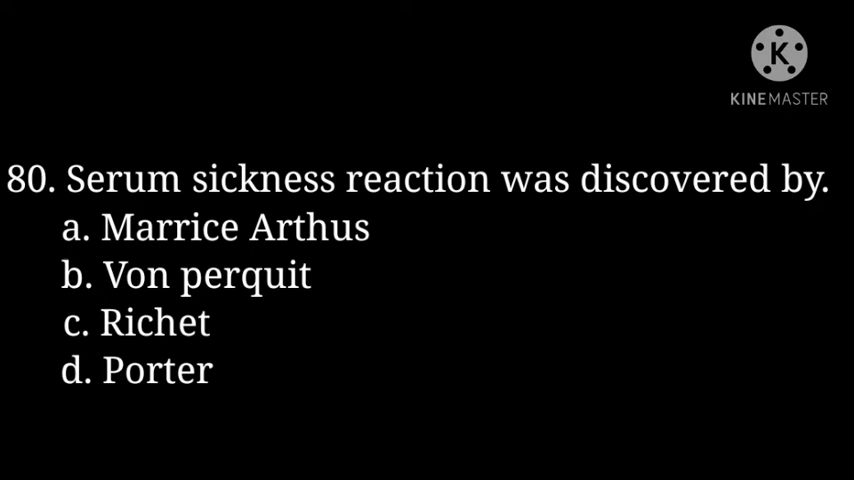 K
KINEMASTER
80. Serum sickness reaction was discovered by.
a. Marrice Arthus
b. Von perquit
c. Richet
d. Porter